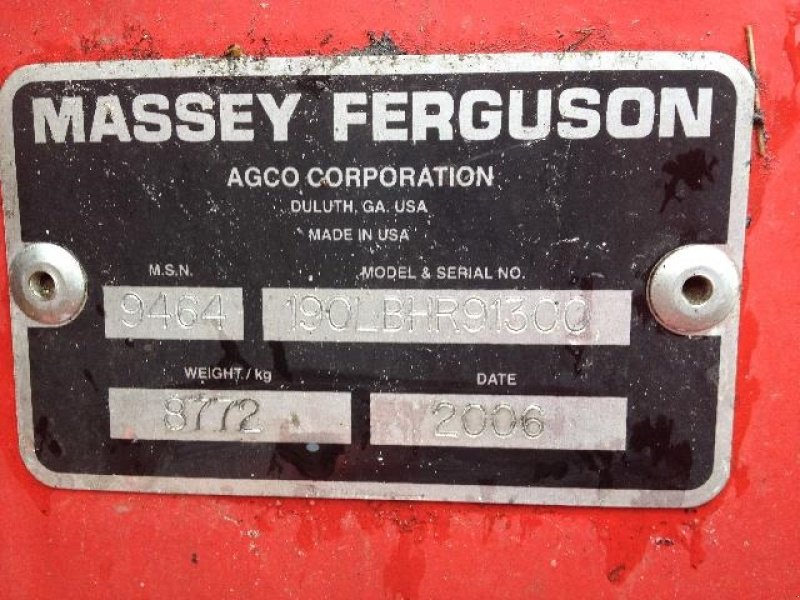 MASSEY FERGUSON
AGCO CORPORATION
DULUTH, GA. USA
MADE IN USA
M.S.N. MODEL & SERIAL NO.
9464 190LBHR91300
WEIGHT/kg DATE
8772 2006